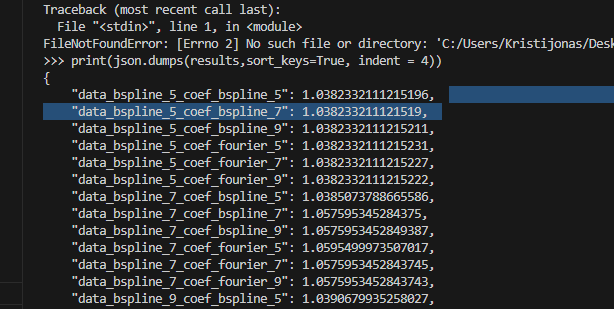 Traceback (most recent call last):
  File "<stdin>", line 1, in <module>
FileNotFoundError: [Errno 2] No such file or directory: 'C:/Users/Kristijonas/Desk
>>> print(json.dumps(results,sort_keys=True, indent = 4))
{
    "data_bspline_5_coef_bspline_5": 1.0382332111215196,
    "data_bspline_5_coef_bspline_7": 1.038233211121519,
    "data_bspline_5_coef_bspline_9": 1.0382332111215211,
    "data_bspline_5_coef_fourier_5": 1.0382332111215231,
    "data_bspline_5_coef_fourier_7": 1.0382332111215227,
    "data_bspline_5_coef_fourier_9": 1.0382332111215222,
    "data_bspline_7_coef_bspline_5": 1.0385073788665586,
    "data_bspline_7_coef_bspline_7": 1.057595345284375,
    "data_bspline_7_coef_bspline_9": 1.0575953452849387,
    "data_bspline_7_coef_fourier_5": 1.0595499973507017,
    "data_bspline_7_coef_fourier_7": 1.0575953452843745,
    "data_bspline_7_coef_fourier_9": 1.0575953452843743,
    "data_bspline_9_coef_bspline_5": 1.0390679935258027,